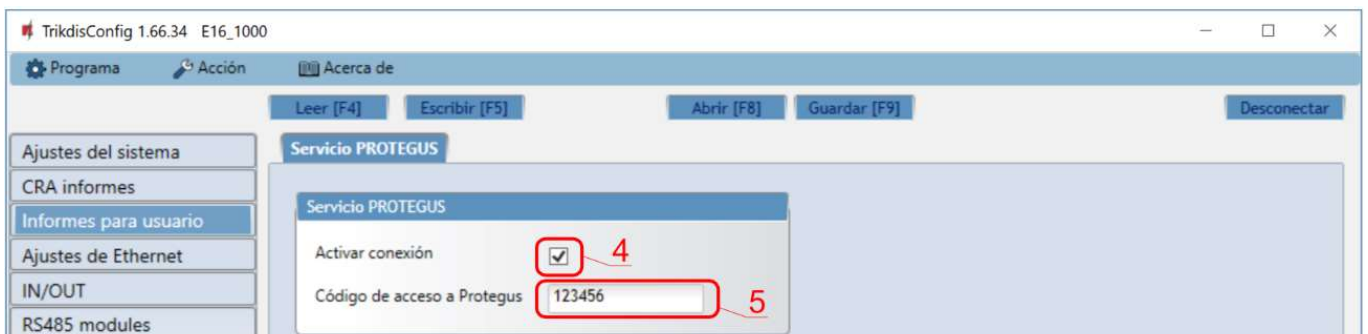 TrikdisConfig 1.66.34 E16_1000
Programa Acción Acerca de
Leer [F4] Escribir [F5] Abrir [F8] Guardar [F9] Desconectar
Ajustes del sistema
Servicio PROTEGUS
CRA informes
Servicio PROTEGUS
Informes para usuario
Activar conexión 4
Ajustes de Ethernet
IN/OUT
Código de acceso a Protegus 123456 5
RS485 modules